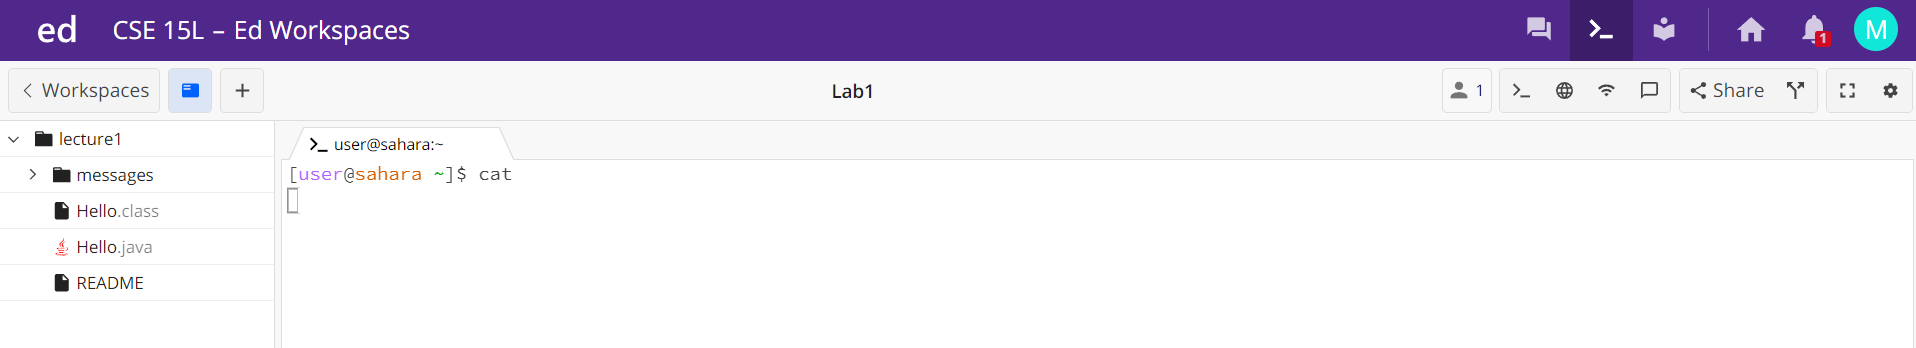 ed CSE 15L – Ed Workspaces 1 M
Workspaces + Lab1 1 Share
lecture1
messages
Hello.class
Hello.java
README
user@sahara:~
[user@sahara ~]$ cat